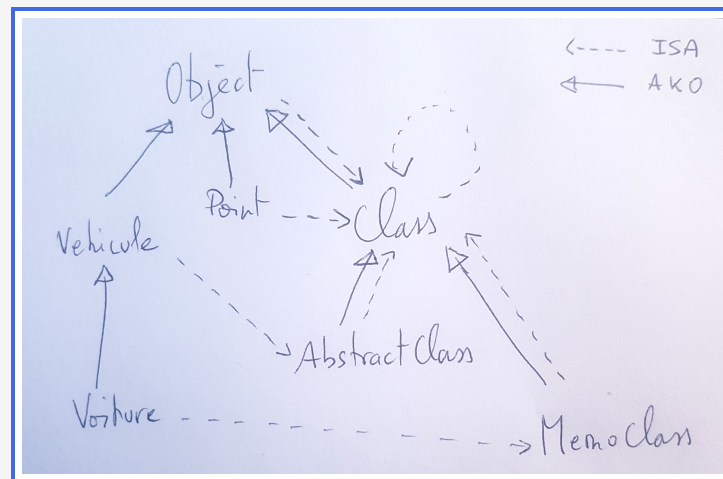 ISA
AKO
Object
Point
Class
Vehicule
AbstractClass
Voiture
MemoClass